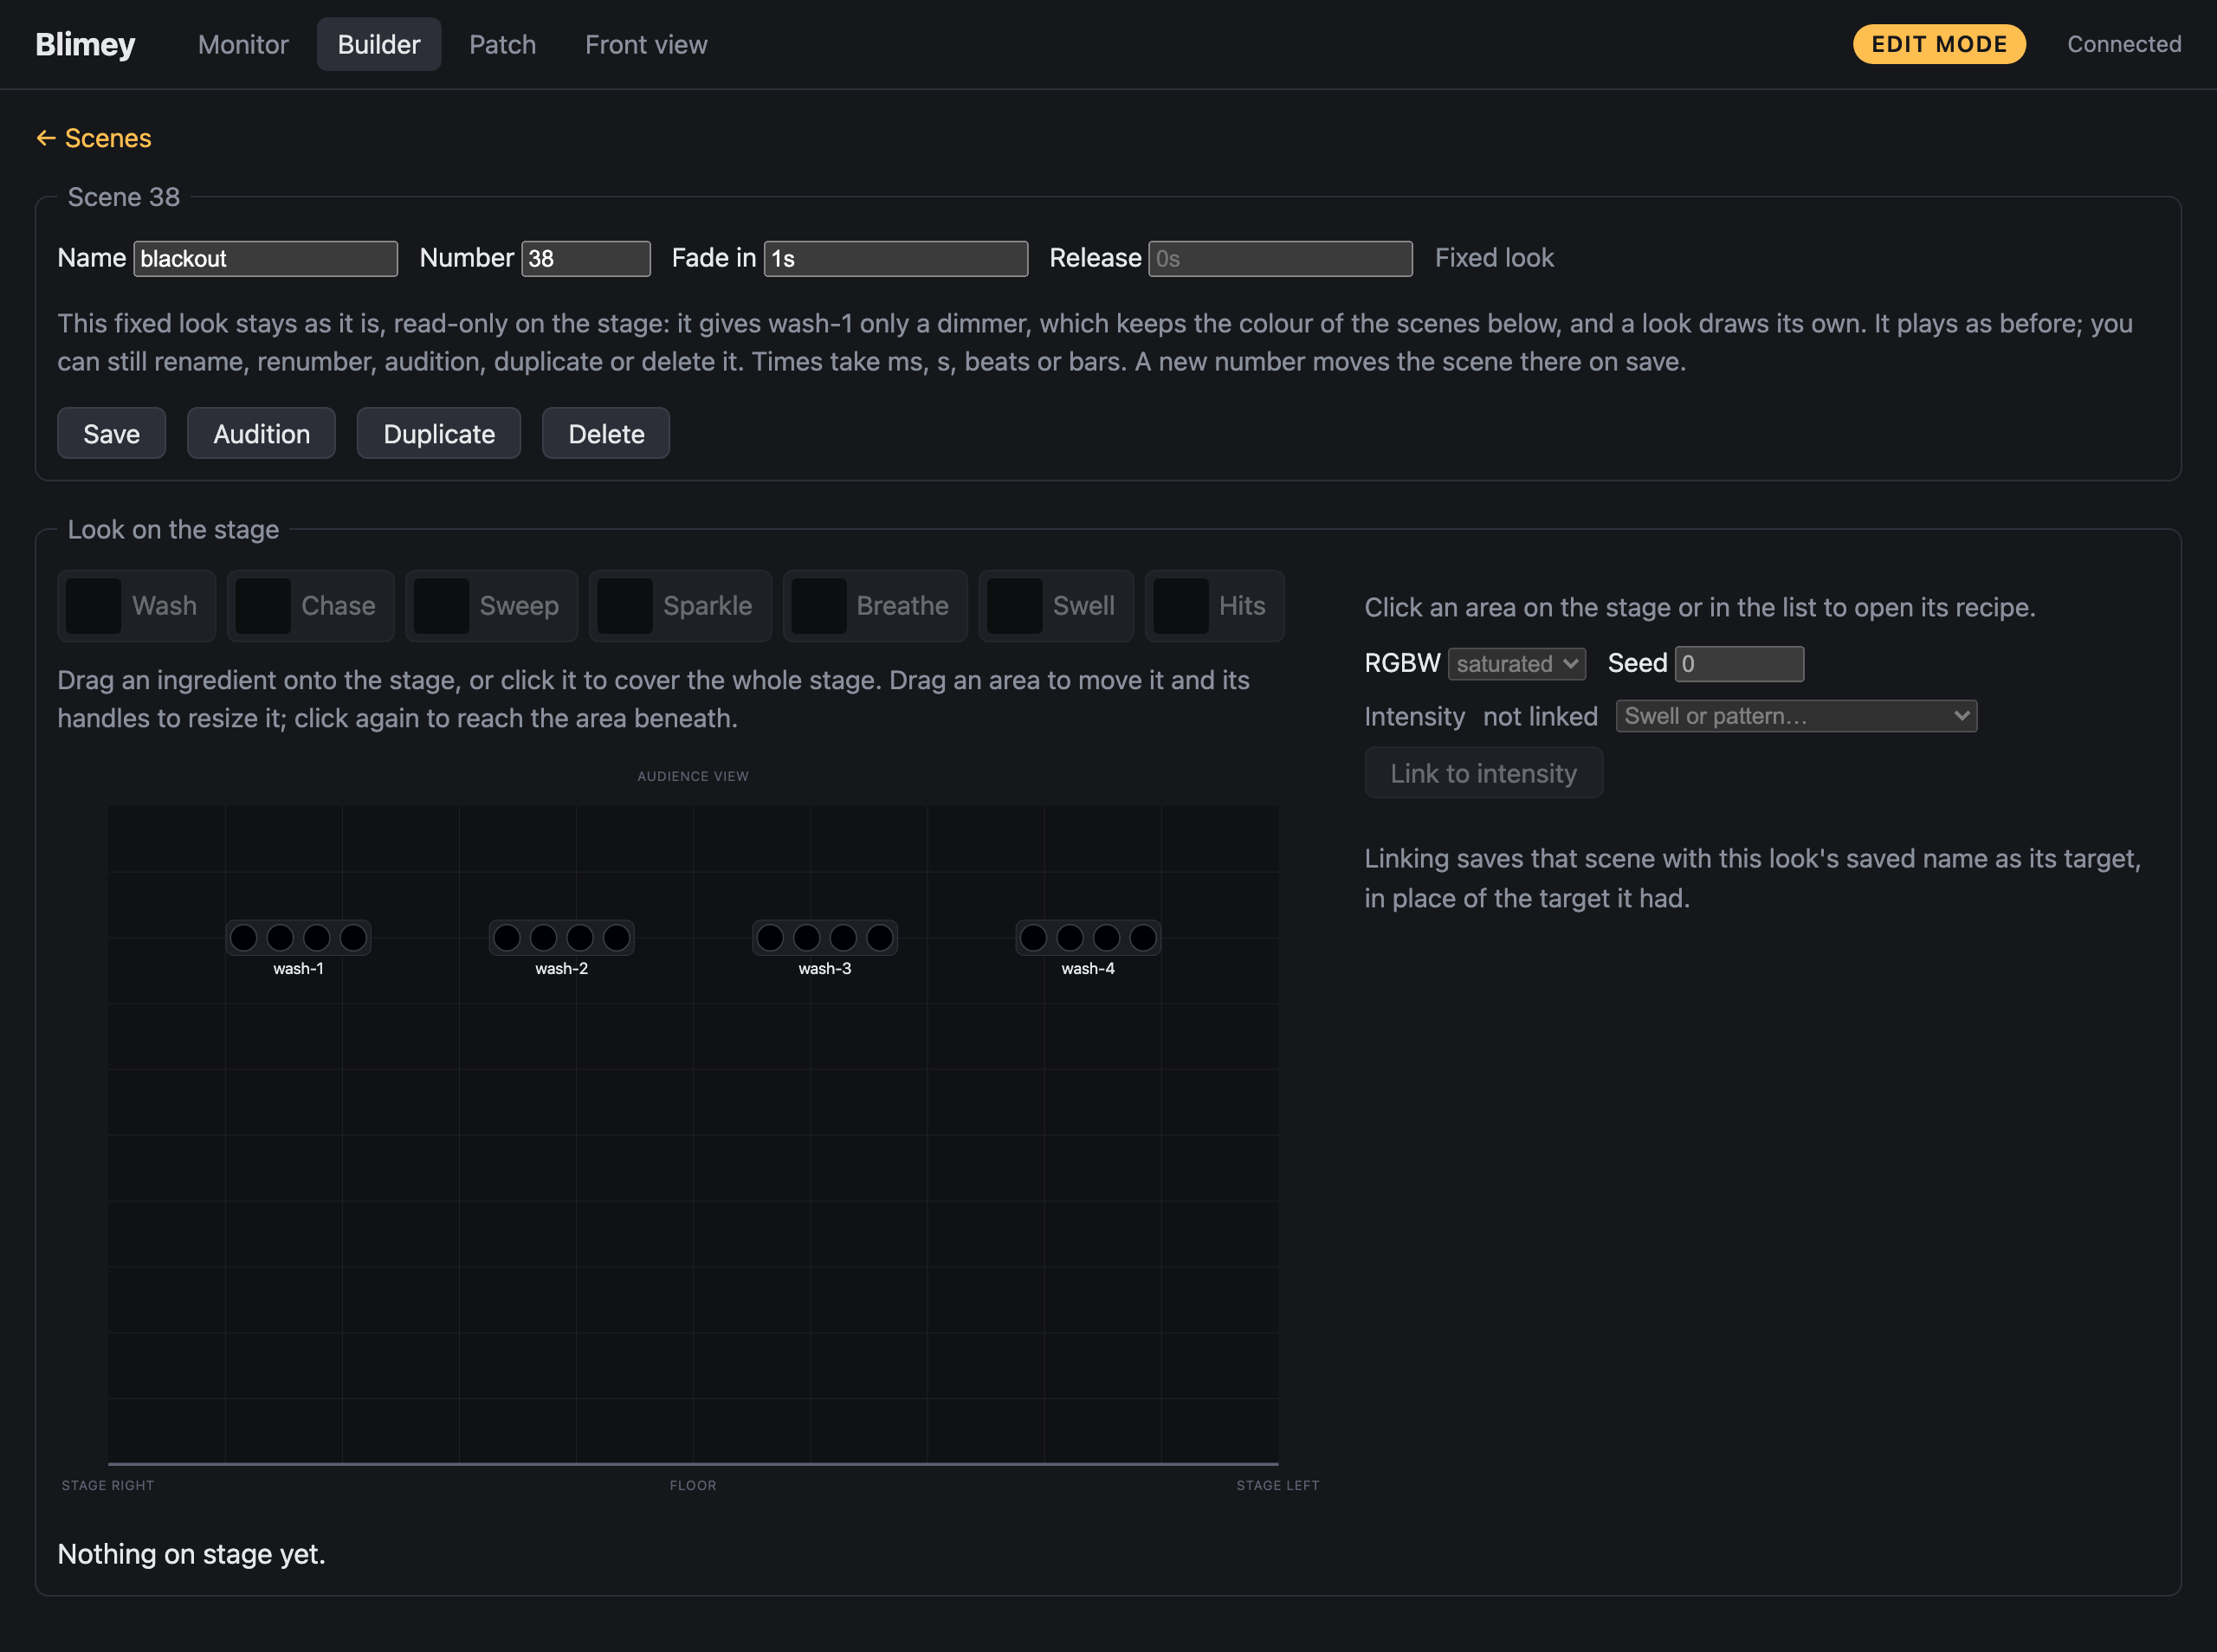 Blimey Monitor Builder Patch Front view EDIT MODE Connected
← Scenes
Scene 38
Name blackout Number 38 Fade in 1s Release 0s Fixed look
This fixed look stays as it is, read-only on the stage: it gives wash-1 only a dimmer, which keeps the colour of the scenes below, and a look draws its own. It plays as before; you
can still rename, renumber, audition, duplicate or delete it. Times take ms, s, beats or bars. A new number moves the scene there on save.
Save Audition Duplicate Delete
Look on the stage
Wash Chase Sweep Sparkle Breathe Swell Hits
Drag an ingredient onto the stage, or click it to cover the whole stage. Drag an area to move it and its
handles to resize it; click again to reach the area beneath.
AUDIENCE VIEW
wash-1 wash-2 wash-3 wash-4
STAGE RIGHT FLOOR STAGE LEFT
Nothing on stage yet.
Click an area on the stage or in the list to open its recipe.
RGBW saturated Seed 0
Intensity not linked Swell or pattern...
Link to intensity
Linking saves that scene with this look's saved name as its target,
in place of the target it had.